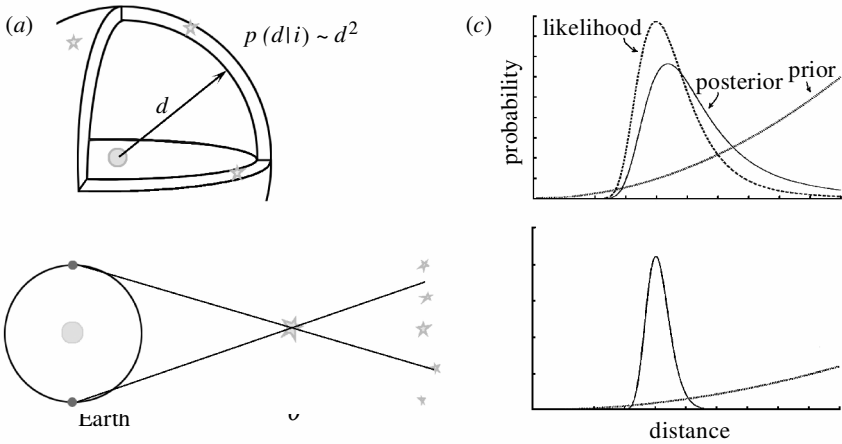 (a)
p (d|i) ~ d²
d
Earth
(c)
likelihood
posterior
prior
probability
distance